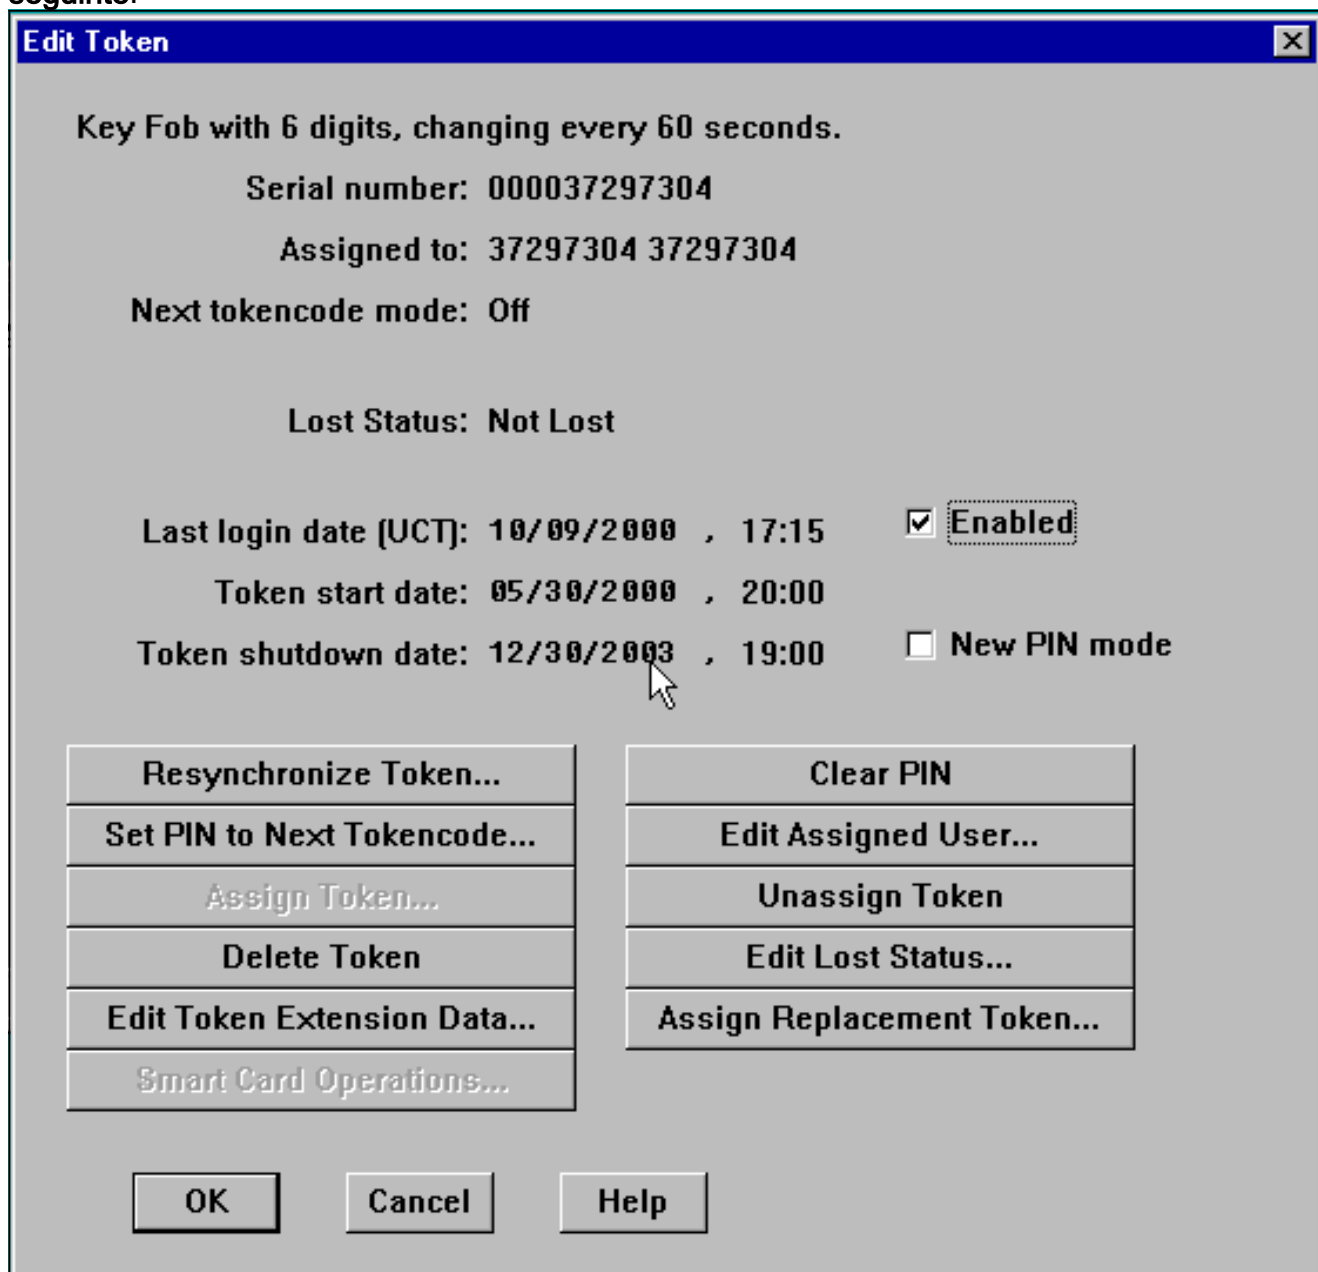 seguinte:
Edit Token
Key Fob with 6 digits, changing every 60 seconds.
Serial number: 000037297304
Assigned to: 37297304 37297304
Next tokencode mode: Off
Lost Status: Not Lost
Last login date (UCT): 10/09/2000 , 17:15 Enabled
Token start date: 05/30/2000 , 20:00
Token shutdown date: 12/30/2003 , 19:00 New PIN mode
Resynchronize Token... Clear PIN
Set PIN to Next Tokencode... Edit Assigned User...
Assign Token... Unassign Token
Delete Token Edit Lost Status...
Edit Token Extension Data... Assign Replacement Token...
Smart Card Operations...
OK Cancel Help